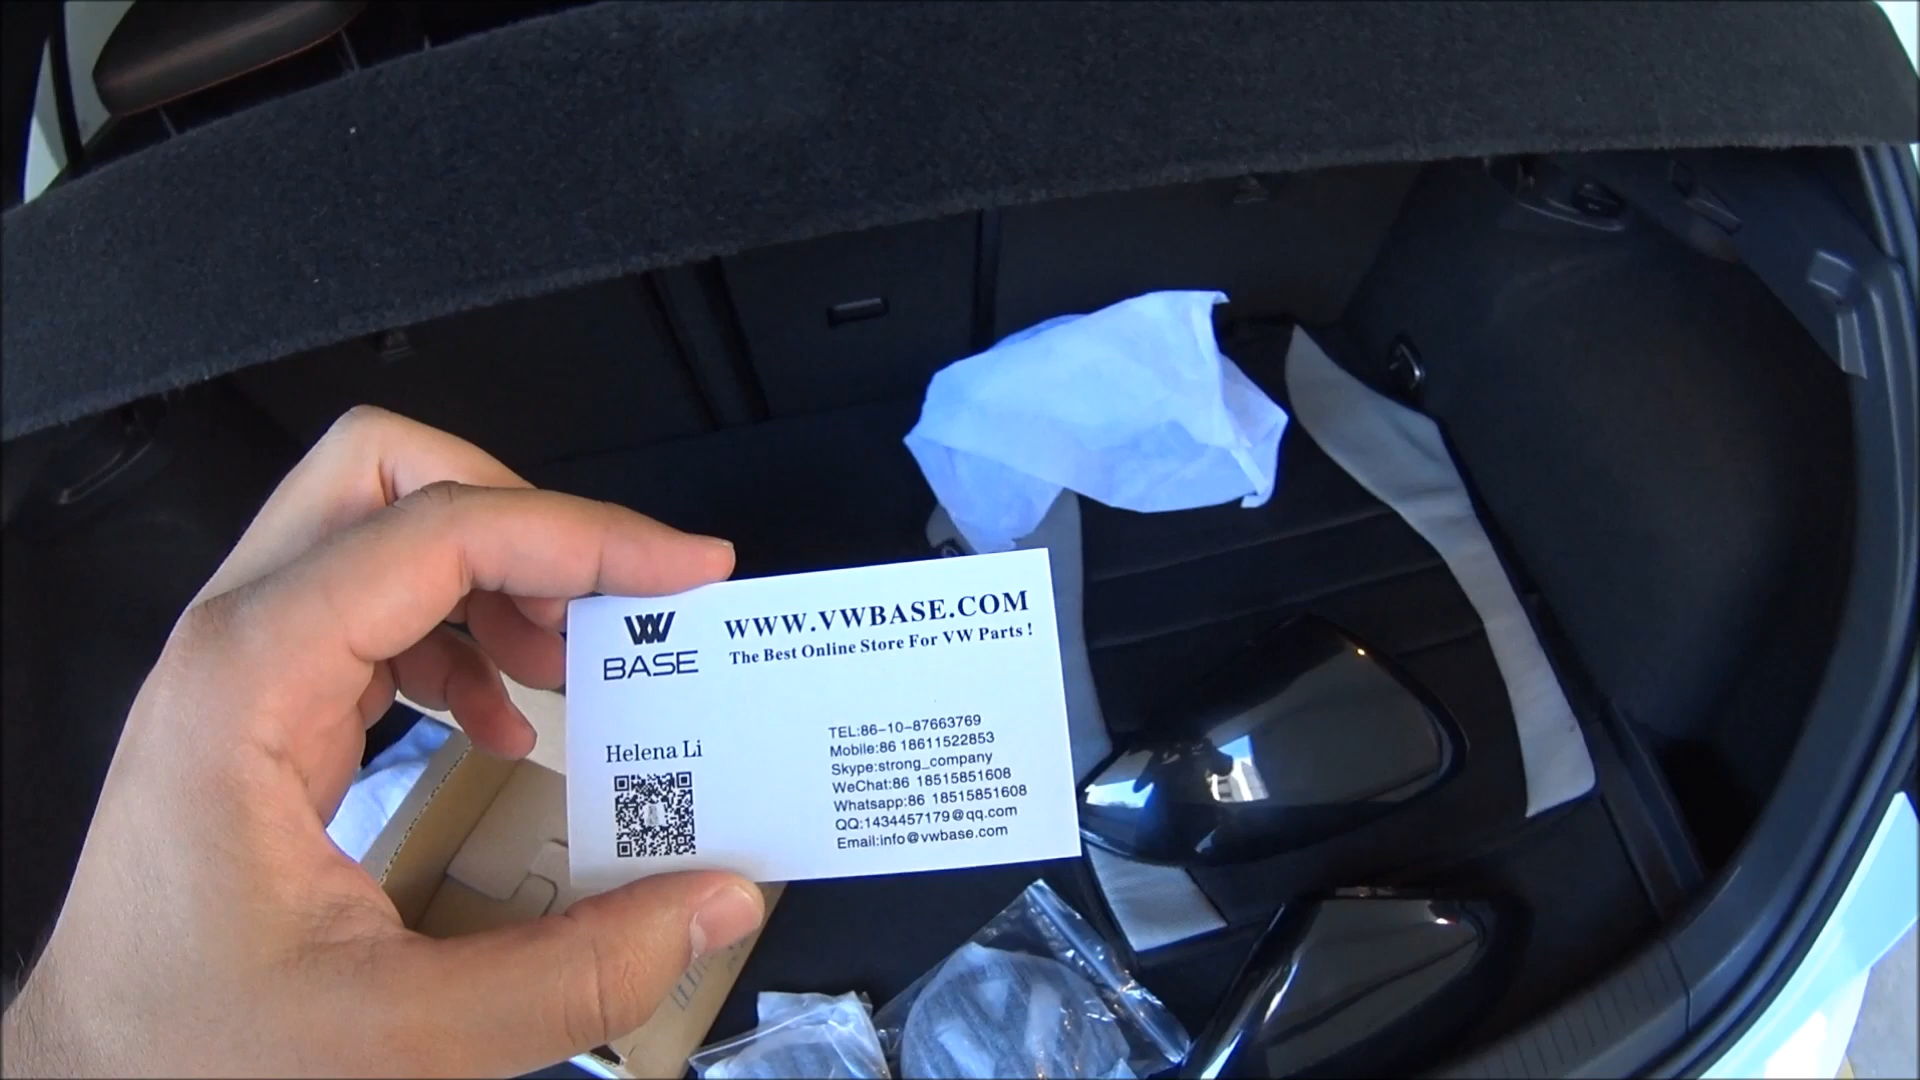 VW
BASE
WWW.VWBASE.COM
The Best Online Store For VW Parts !
Helena Li
TEL:86-10-87663769
Mobile:86 18611522853
Skype:strong_company
WeChat:86 18515851608
Whatsapp:86 18515851608
QQ:1434457179@qq.com
Email:info@vwbase.com